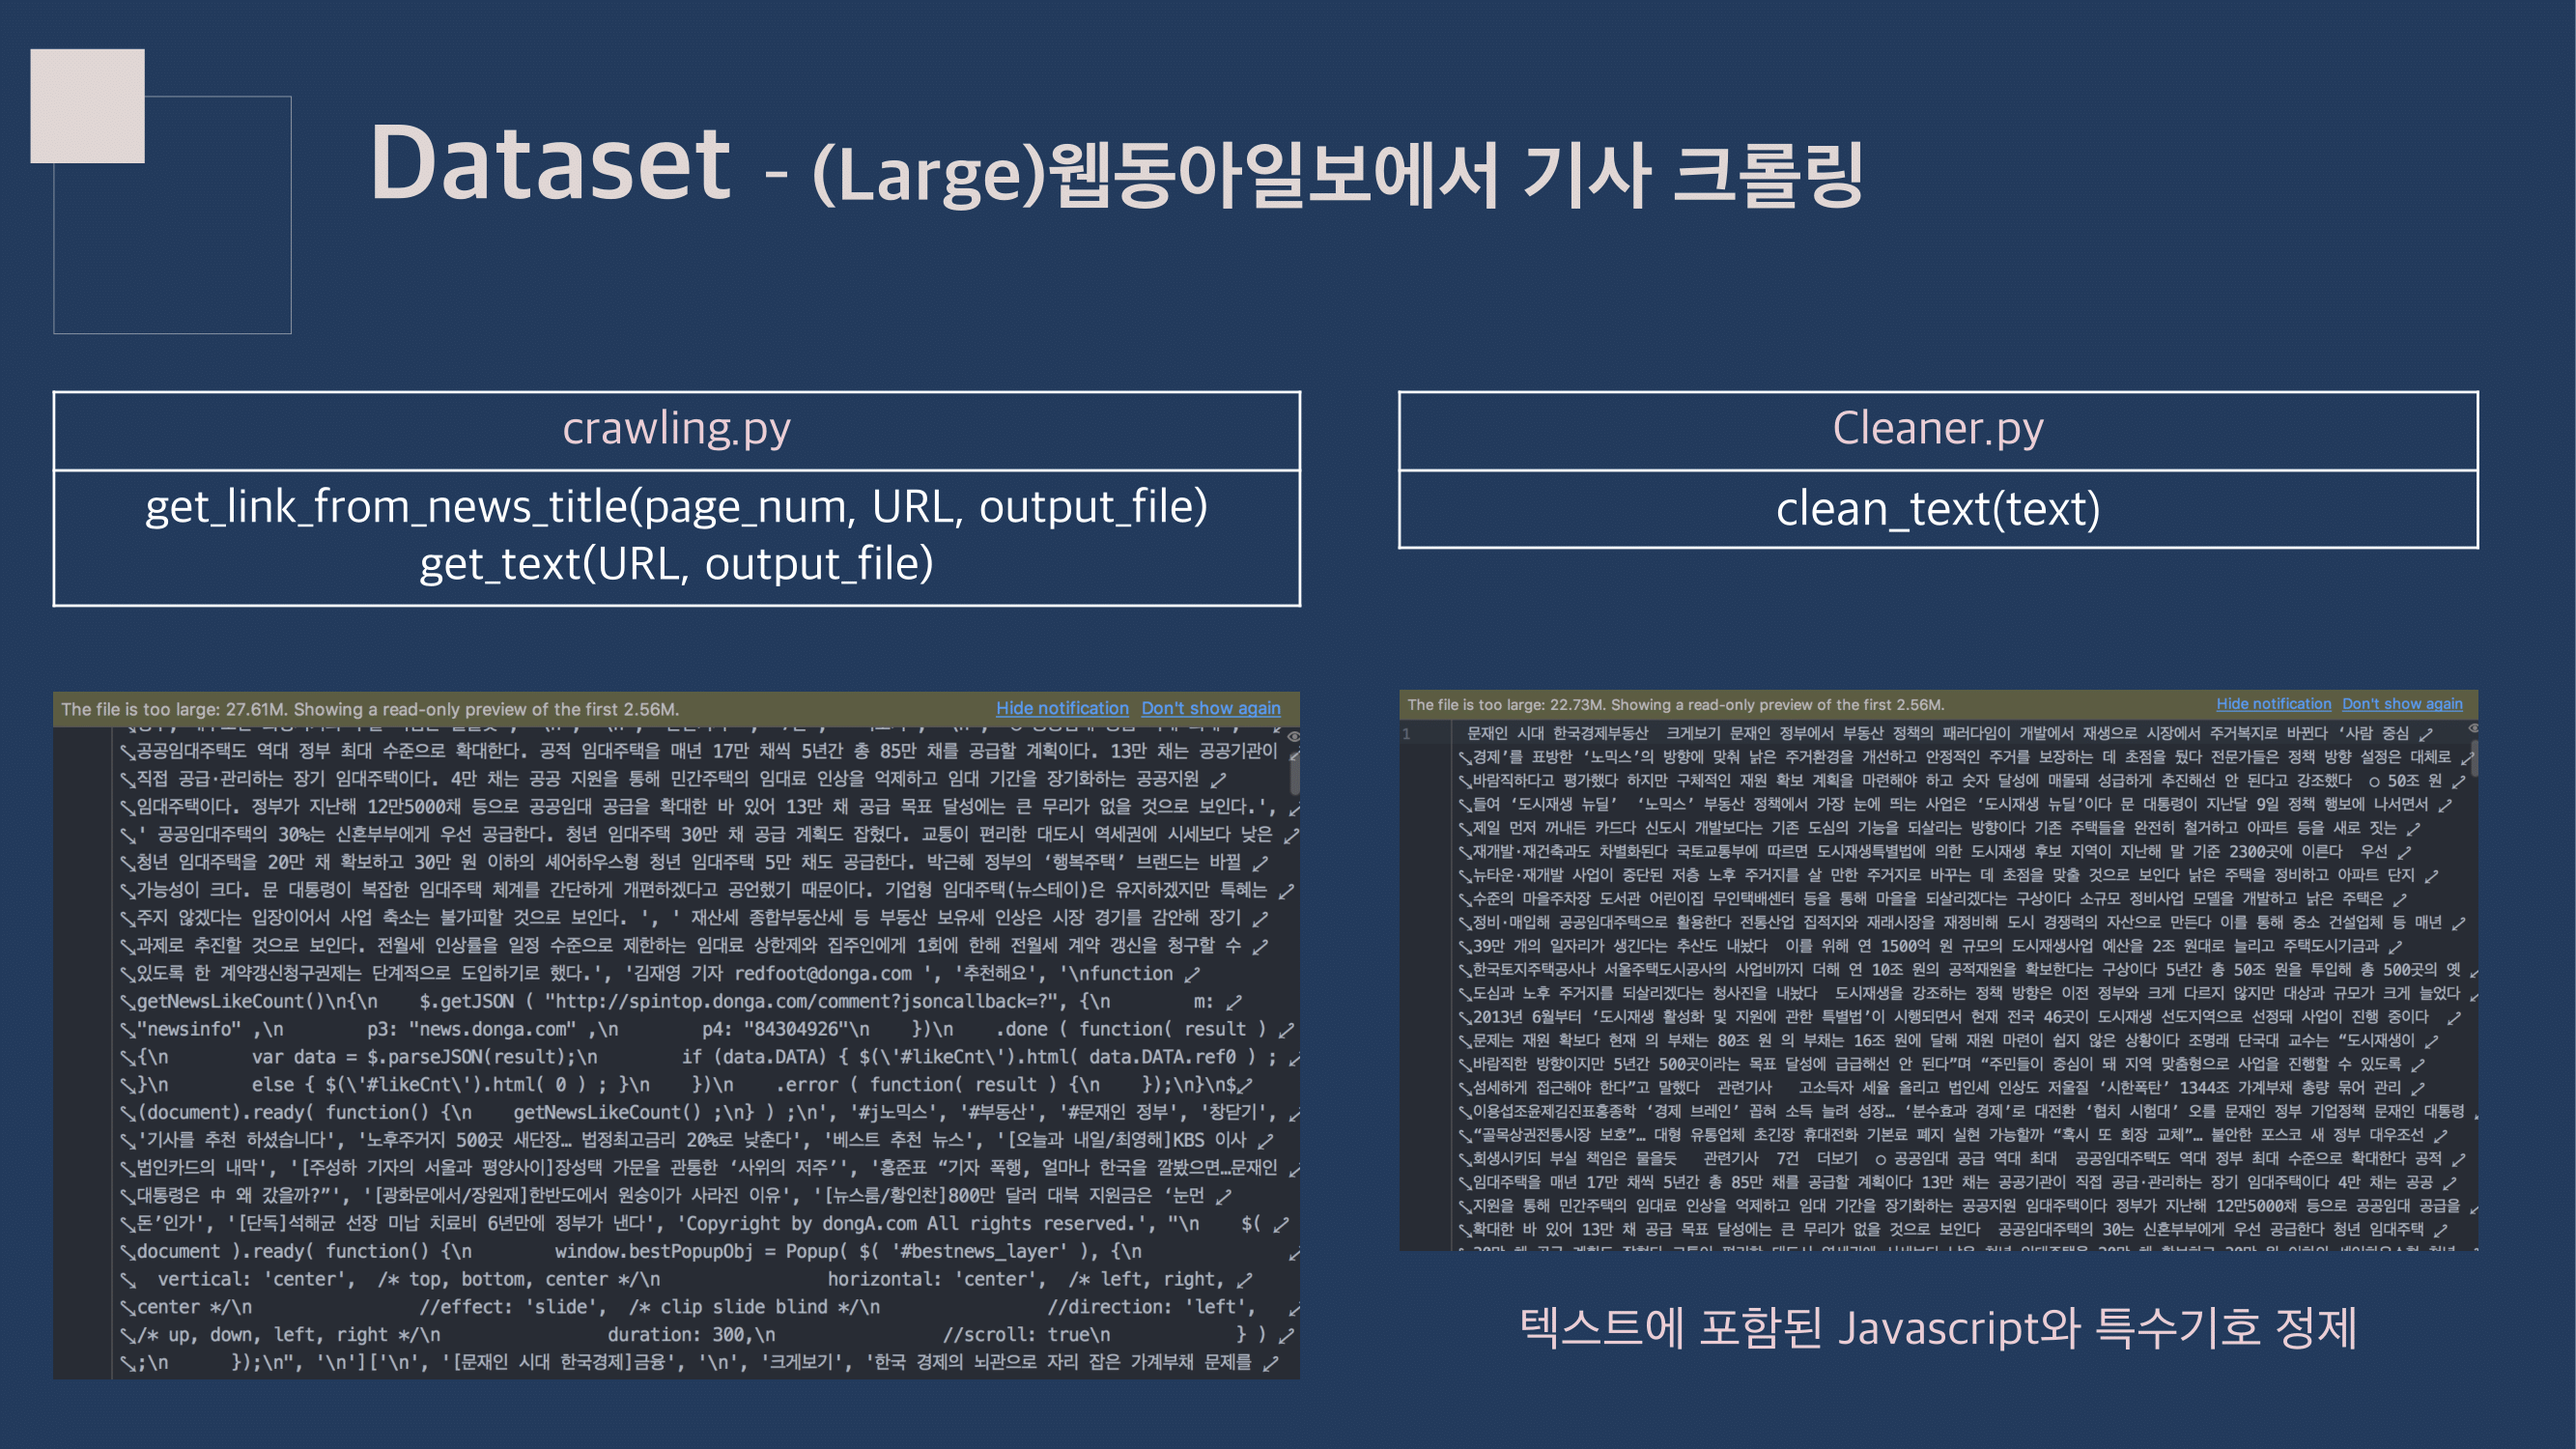 Dataset - (Large)웹동아일보에서 기사 크롤링
crawling.py
get_link_from_news_title(page_num, URL, output_file)
get_text(URL, output_file)
Cleaner.py
clean_text(text)
The file is too large: 27.61M. Showing a read-only preview of the first 2.56M. Hide notification Don't show again
공공임대주택도 역대 정부 최대 수준으로 확대한다. 공적 임대주택을 매년 17만 채씩 5년간 총 85만 채를 공급할 계획이다. 13만 채는 공공기관이
직접 공급·관리하는 장기 임대주택이다. 4만 채는 공공 지원을 통해 민간주택의 임대로 인상을 억제하고 임대 기간을 장기화하는 공공지원
임대주택이다. 정부가 지난해 12만5000채 등으로 공공임대 공급을 확대한 바 있어 13만 채 공급 목표 달성에는 큰 무리가 없을 것으로 보인다.',
' 공공임대주택의 30%는 신혼부부에게 우선 공급한다. 청년 임대주택 30만 채 공급 계획도 잡혔다. 교통이 편리한 대도시 역세권에 시세보다 낮은
청년 임대주택을 20만 채 확보하고 30만 원 이하의 셰어하우스형 청년 임대주택 5만 채도 공급한다. 박근혜 정부의 ‘행복주택’ 브랜드는 바뀔
가능성이 크다. 문 대통령이 복잡한 임대주택 체계를 간단하게 개편하겠다고 공언했기 때문이다. 기업형 임대주택(뉴스테이)은 유지하겠지만 특혜는
주지 않겠다는 입장이어서 사업 축소는 불가피할 것으로 보인다. ', ' 재산세 종합부동산세 등 부동산 보유세 인상은 시장 경기를 감안해 장기
과제로 추진할 것으로 보인다. 전월세 인상률을 일정 수준으로 제한하는 임대료 상한제와 집주인에게 1회에 한해 전월세 계약 갱신을 청구할 수
있도록 한 계약갱신청구권제는 단계적으로 도입하기로 했다.', '김재영 기자 redfoot@donga.com ', '추천해요', '\nfunction
getNewsLikeCount()\n{\n    $.getJSON ( "http://spintop.donga.com/comment?jsoncallback=?", {\n        m:
"newsinfo" ,\n        p3: "news.donga.com" ,\n        p4: "84304926"\n    })\n    .done ( function( result )
{\n        var data = $.parseJSON(result);\n        if (data.DATA) { $(\'#likeCnt\').html( data.DATA.ref0 ) ;
}\n        else { $(\'#likeCnt\').html( 0 ) ; }\n    })\n    .error ( function( result ) {\n    });\n}\n$
(document).ready( function() {\n    getNewsLikeCount() ;\n} ) ;\n', '#j노믹스', '#부동산', '#문재인 정부', '창닫기',
'기사를 추천 하셨습니다', '노후주거지 500곳 새단장… 법정최고금리 20%로 낮춘다', '베스트 추천 뉴스', '[오늘과 내일/최영해]KBS 이사
법인카드의 내막', '[주성하 기자의 서울과 평양사이]장성택 가문을 관통한 ‘사위의 저주’', '홍준표 “기자 폭행, 얼마나 한국을 깔봤으면…문재인
대통령은 中 왜 갔을까?”', '[광화문에서/장원재]한반도에서 원숭이가 사라진 이유', '[뉴스룸/황인찬]800만 달러 대북 지원금은 ‘눈먼
돈’인가', '[단독]석해균 선장 미납 치료비 6년만에 정부가 낸다', 'Copyright by dongA.com All rights reserved.', "\n    $(
document ).ready( function() {\n        window.bestPopupObj = Popup( $( '#bestnews_layer' ), {\n
vertical: 'center',  /* top, bottom, center */\n            horizontal: 'center',  /* left, right,
center */\n            //effect: 'slide',  /* clip slide blind */\n            //direction: 'left',
/* up, down, left, right */\n            duration: 300,\n            //scroll: true\n        } )
;\n    });\n", '\n']['\n', '[문재인 시대 한국경제]금융', '\n', '크게보기', '한국 경제의 뇌관으로 자리 잡은 가계부채 문제를
The file is too large: 22.73M. Showing a read-only preview of the first 2.56M. Hide notification Don't show again
1 문재인 시대 한국경제부동산  크게보기 문재인 정부에서 부동산 정책의 패러다임이 개발에서 재생으로 시장에서 주거복지로 바뀐다 ‘사람 중심
경제’를 표방한 ‘노믹스’의 방향에 맞춰 낡은 주거환경을 개선하고 안정적인 주거를 보장하는 데 초점을 뒀다 전문가들은 정책 방향 설정은 대체로
바람직하다고 평가했다 하지만 구체적인 재원 확보 계획을 마련해야 하고 숫자 달성에 매몰돼 성급하게 추진해선 안 된다고 강조했다  ○ 50조 원
들여 ‘도시재생 뉴딜’  ‘노믹스’ 부동산 정책에서 가장 눈에 띄는 사업은 ‘도시재생 뉴딜’이다 문 대통령이 지난달 9일 정책 행보에 나서면서
제일 먼저 꺼내든 카드다 신도시 개발보다는 기존 도심의 기능을 되살리는 방향이다 기존 주택들을 완전히 철거하고 아파트 등을 새로 짓는
재개발·재건축과도 차별화된다 국토교통부에 따르면 도시재생특별법에 의한 도시재생 후보 지역이 지난해 말 기준 2300곳에 이른다  우선
뉴타운·재개발 사업이 중단된 저층 노후 주거지를 살 만한 주거지로 바꾸는 데 초점을 맞출 것으로 보인다 낡은 주택을 정비하고 아파트 단지
수준의 마을주차장 도서관 어린이집 무인택배센터 등을 통해 마을을 되살리겠다는 구상이다 소규모 정비사업 모델을 개발하고 낡은 주택은
정비·매입해 공공임대주택으로 활용한다 전통산업 집적지와 재래시장을 재정비해 도시 경쟁력의 자산으로 만든다 이를 통해 중소 건설업체 등 매년
39만 개의 일자리가 생긴다는 추산도 내놨다  이를 위해 연 1500억 원 규모의 도시재생사업 예산을 2조 원대로 늘리고 주택도시기금과
한국토지주택공사나 서울주택도시공사의 사업비까지 더해 연 10조 원의 공적재원을 확보한다는 구상이다 5년간 총 50조 원을 투입해 총 500곳의 옛
도심과 노후 주거지를 되살리겠다는 청사진을 내놨다  도시재생을 강조하는 정책 방향은 이전 정부와 크게 다르지 않지만 대상과 규모가 크게 늘었다
2013년 6월부터 ‘도시재생 활성화 및 지원에 관한 특별법’이 시행되면서 현재 전국 46곳이 도시재생 선도지역으로 선정돼 사업이 진행 중이다
문제는 재원 확보다 현재 의 부채는 80조 원 의 부채는 16조 원에 달해 재원 마련이 쉽지 않은 상황이다 조명래 단국대 교수는 “도시재생이
바람직한 방향이지만 5년간 500곳이라는 목표 달성에 급급해선 안 된다”며 “주민들이 중심이 돼 지역 맞춤형으로 사업을 진행할 수 있도록
섬세하게 접근해야 한다”고 말했다  관련기사  고소득자 세율 올리고 법인세 인상도 저울질 ‘시한폭탄’ 1344조 가계부채 총량 묶어 관리
이용섭조윤제김진표홍종학 ‘경제 브레인’ 꼽혀 소득 늘려 성장… ‘분수효과 경제’로 대전환 ‘협치 시험대’ 오를 문재인 정부 기업정책 문재인 대통령
“골목상권전통시장 보호”… 대형 유통업체 초긴장 휴대전화 기본료 폐지 실현 가능할까 “혹시 또 회장 교체”… 불안한 포스코 새 정부 대우조선
회생시키되 부실 책임은 물을듯  관련기사  7건  더보기  ○ 공공임대 공급 역대 최대  공공임대주택도 역대 정부 최대 수준으로 확대한다 공적
임대주택을 매년 17만 채씩 5년간 총 85만 채를 공급할 계획이다 13만 채는 공공기관이 직접 공급·관리하는 장기 임대주택이다 4만 채는 공공
지원을 통해 민간주택의 임대로 인상을 억제하고 임대 기간을 장기화하는 공공지원 임대주택이다 정부가 지난해 12만5000채 등으로 공공임대 공급을
확대한 바 있어 13만 채 공급 목표 달성에는 큰 무리가 없을 것으로 보인다  공공임대주택의 30는 신혼부부에게 우선 공급한다 청년 임대주택
텍스트에 포함된 Javascript와 특수기호 정제